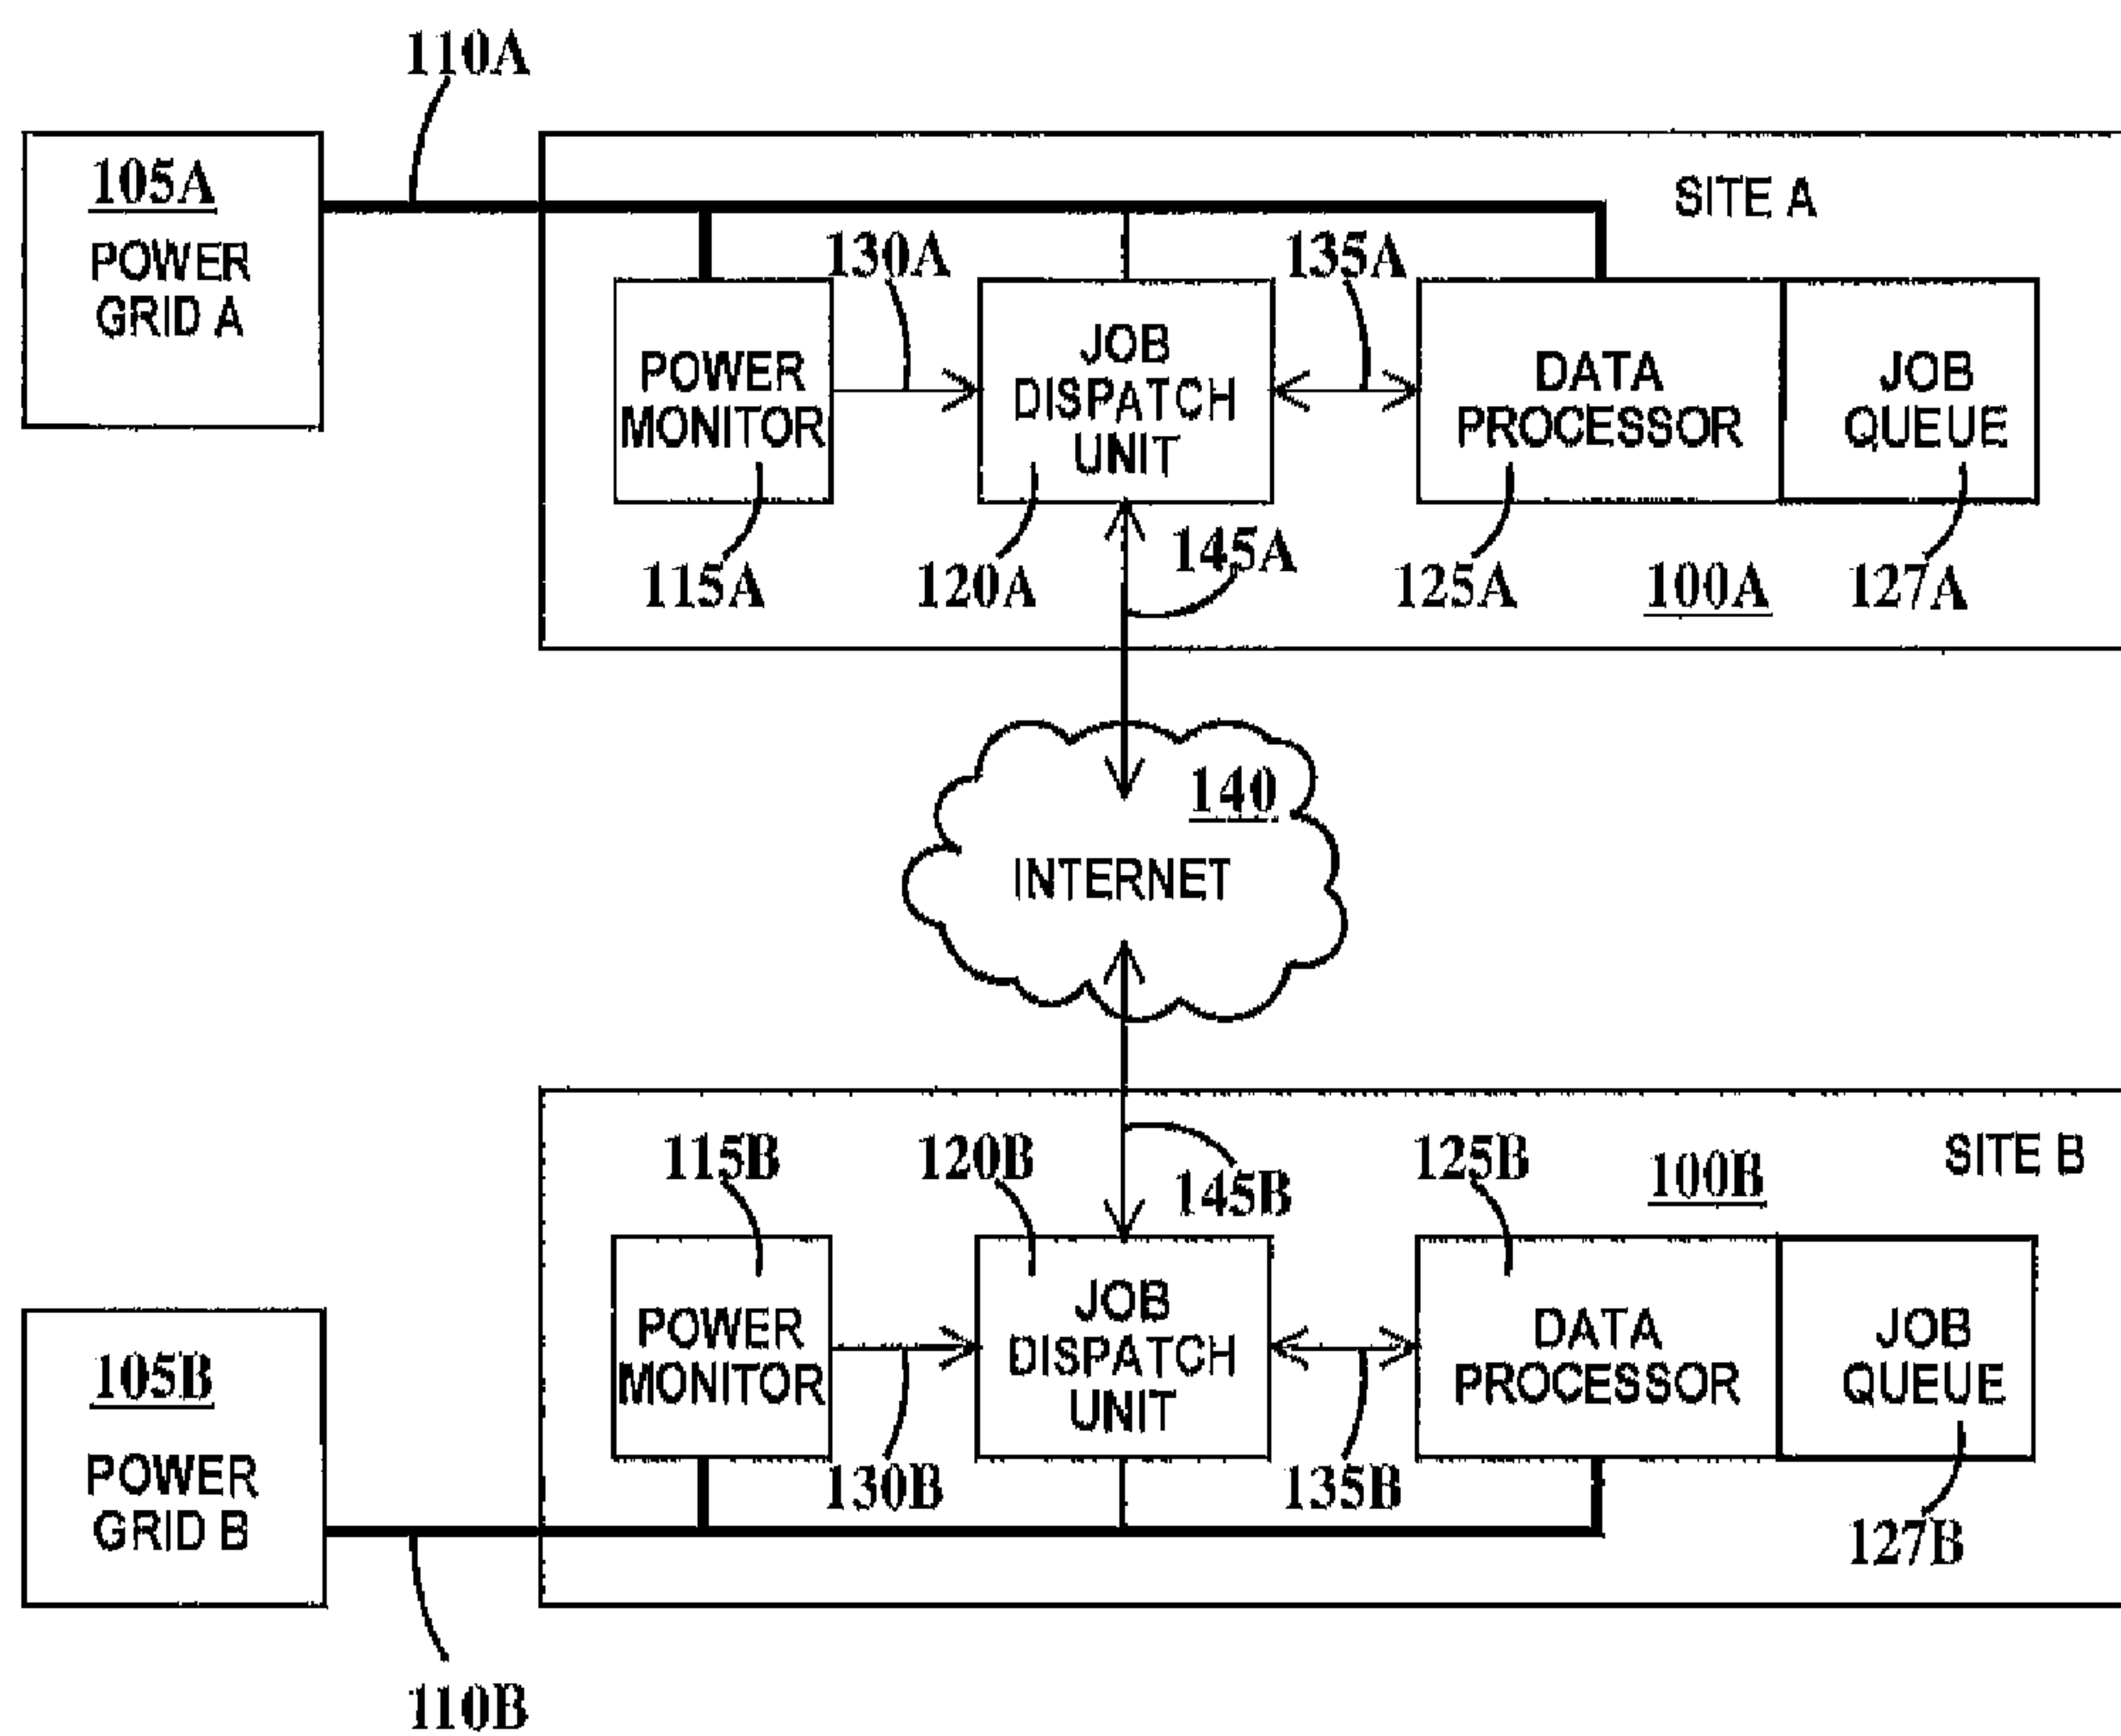 110A
105A
POWER
GRID A
SITE A
130A
135A
POWER
MONITOR
JOB
DISPATCH
UNIT
DATA
PROCESSOR
JOB
QUEUE
145A
115A
120A
125A
100A
127A
140
INTERNET
115B
120B
145B
125B
100B
SITE B
POWER
MONITOR
JOB
DISPATCH
UNIT
DATA
PROCESSOR
JOB
QUEUE
105B
POWER
GRID B
130B
135B
127B
110B